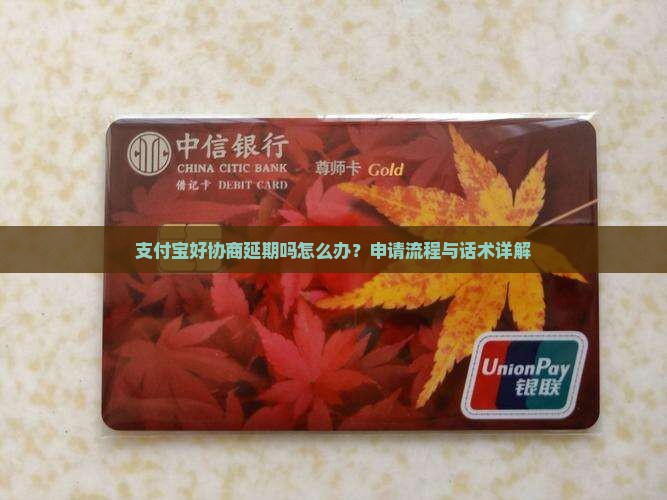 中信银行
CHINA CITIC BANK
借记卡 DEBIT CARD
尊师卡 Gold
支付宝好协商延期吗怎么办？申请流程与话术详解
UnionPay
银联